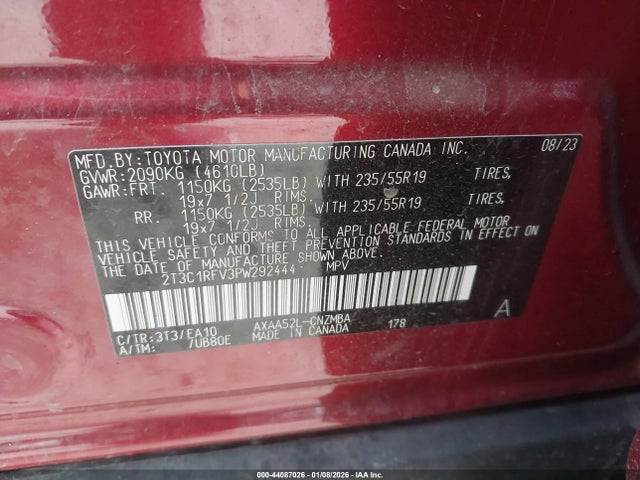 MFD.BY:TOYOTA MOTOR MANUFACTURING CANADA INC. 08/23
GVWR:2090KG (4610LB)
GAWR:FRT. 1150KG (2535LB) WITH 235/55R19 TIRES,
19x7 1/2J RIMS.
RR 1150KG (2535LB) WITH 235/55R19 TIRES,
19x7 1/2J RIMS.
THIS VEHICLE CONFORMS TO ALL APPLICABLE FEDERAL MOTOR
VEHICLE SAFETY AND THEFT PREVENTION STANDARDS IN EFFECT
ON THE DATE OF MANUFACTURE SHOWN ABOVE.
2T3C1RFV3PW292444 MPV
A
C/TR:3T3/EA10 AXAA52L-CNZMBA 178
A/TM: /UB80E MADE IN CANADA
000-44087026 | 01/08/2026 | IAA Inc.